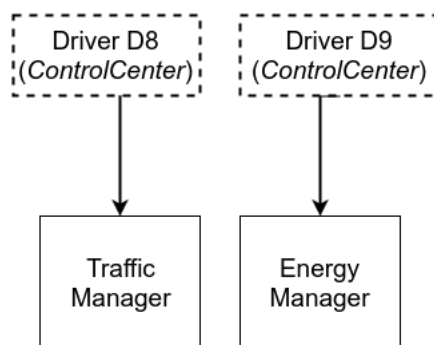 Driver D8
(ControlCenter)
Driver D9
(ControlCenter)
Traffic
Manager
Energy
Manager